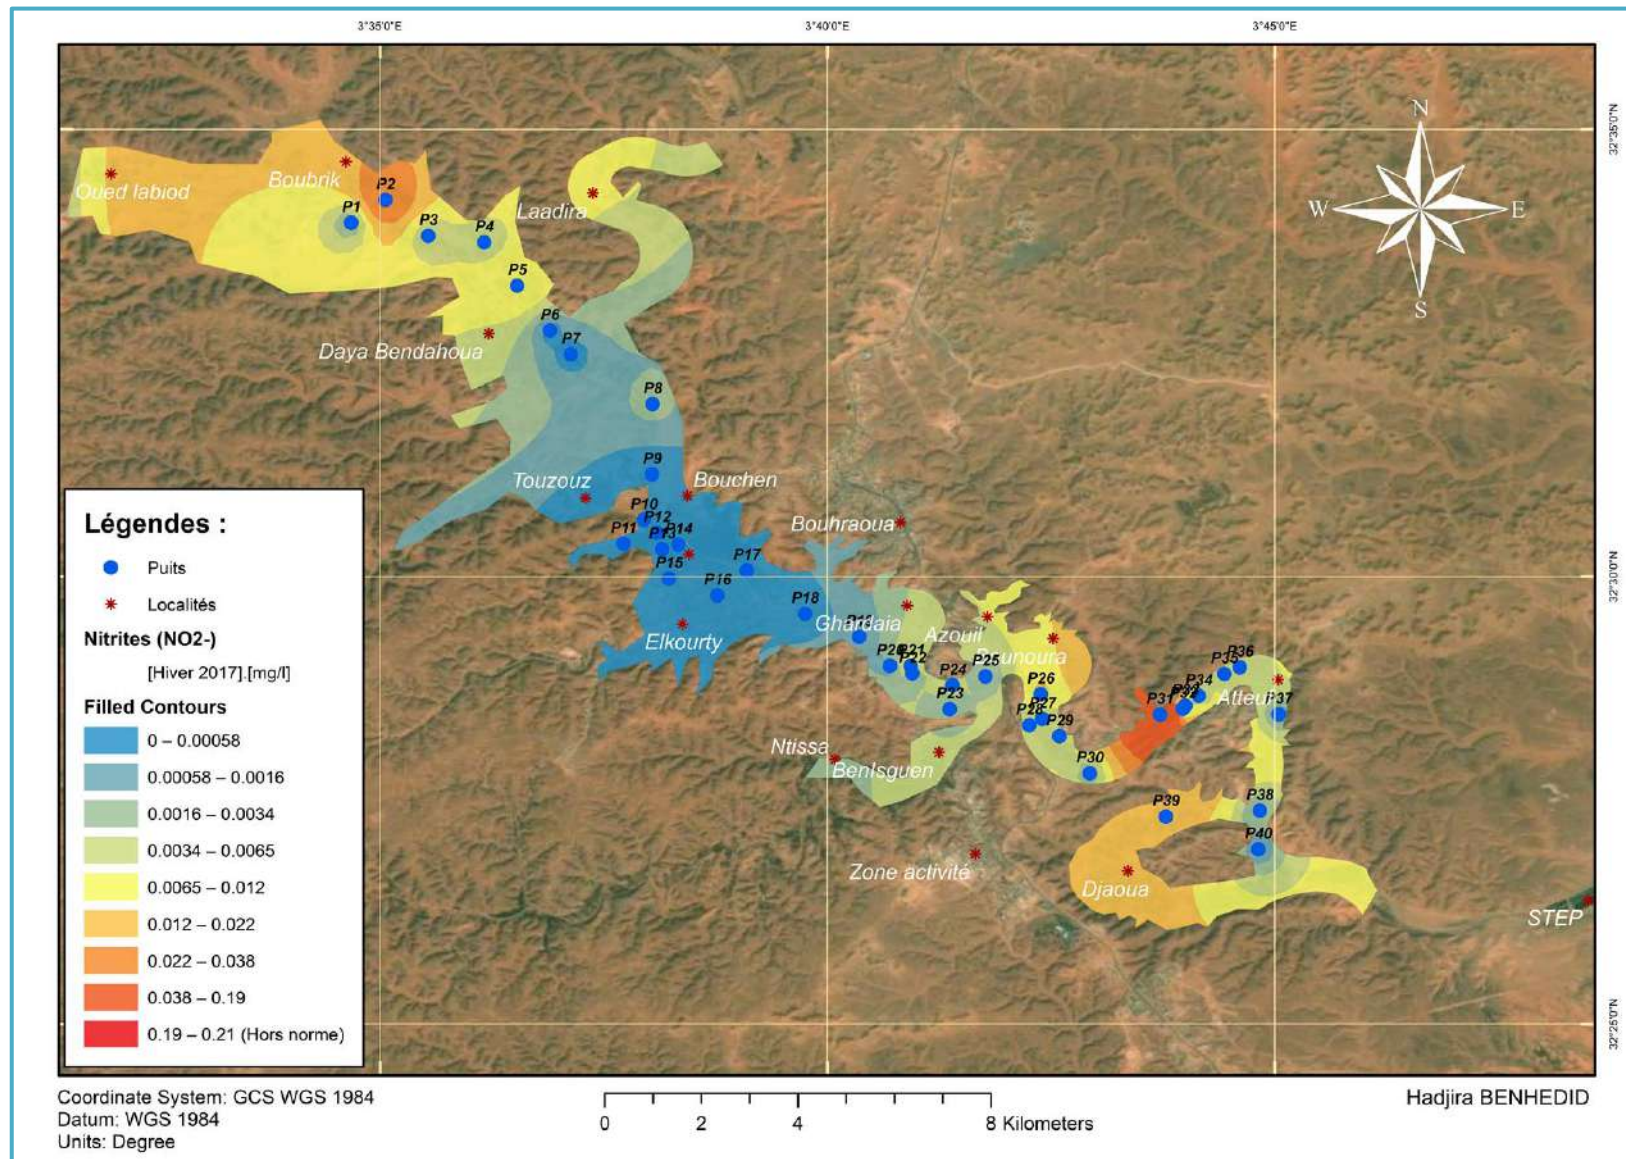 3°35'0"E
3°40'0"E
3°45'0"E
32°35'0"N
32°30'0"N
32°25'0"N
N
W
E
S
Oued labiod
Boubrik
P2
P1
P3
P4
Laadira
P5
P6
P7
Daya Bendahoua
P8
P9
Touzouz
Bouchen
P10
P12
P11
P13
P14
Bouhraoua
P15
P17
P16
P18
Ghardaia
Elkourty
Azouil
Bounoura
P20
P21
P22
P24
P25
P23
P26
P27
P28
P29
P30
P31
P34
P35
P36
Atteuf
P37
Ntissa
BenIsguen
P39
P38
P40
Zone activité
Djaoua
STEP
Légendes :
Puits
Localités
Nitrites (NO2-)
[Hiver 2017].[mg/l]
Filled Contours
0 – 0.00058
0.00058 – 0.0016
0.0016 – 0.0034
0.0034 – 0.0065
0.0065 – 0.012
0.012 – 0.022
0.022 – 0.038
0.038 – 0.19
0.19 – 0.21 (Hors norme)
Coordinate System: GCS WGS 1984
Datum: WGS 1984
Units: Degree
0 2 4 8 Kilometers
Hadjira BENHEDID